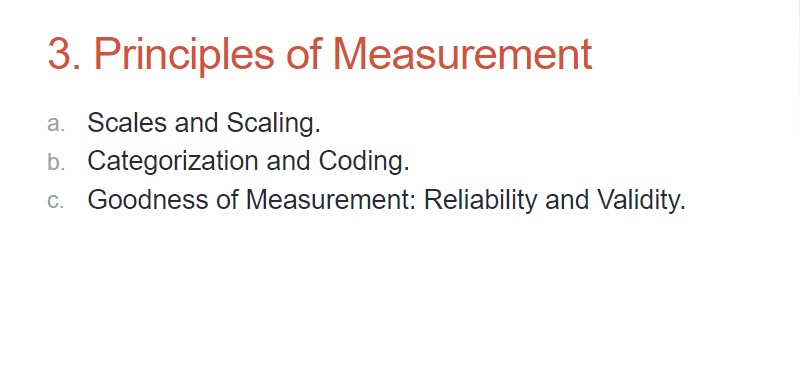 3. Principles of Measurement
a. Scales and Scaling.
b. Categorization and Coding.
c. Goodness of Measurement: Reliability and Validity.